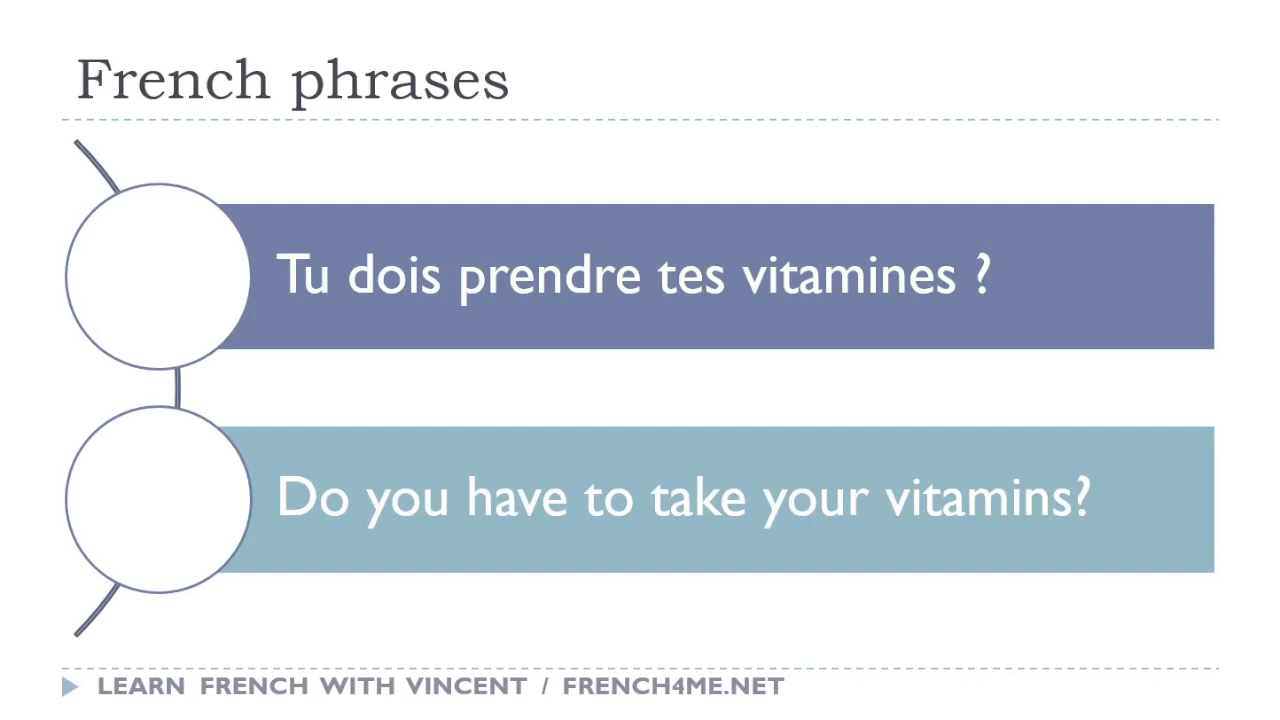 French phrases
Tu dois prendre tes vitamines ?
Do you have to take your vitamins?
LEARN FRENCH WITH VINCENT / FRENCH4ME.NET